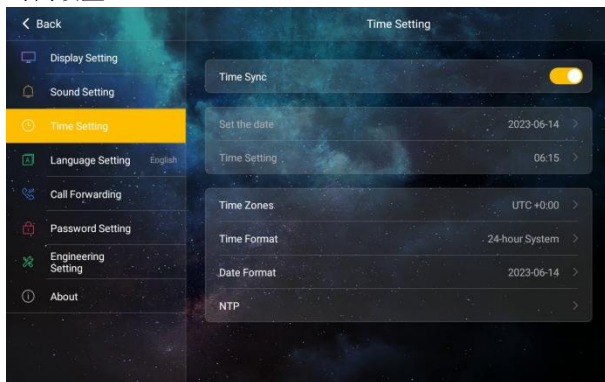 Back
Time Setting
Display Setting
Sound Setting
Time Setting
Language Setting English
Call Forwarding
Password Setting
Engineering
Setting
About
Time Sync
Set the date 2023-06-14
Time Setting 06:15
Time Zones UTC +0:00
Time Format 24-hour System
Date Format 2023-06-14
NTP